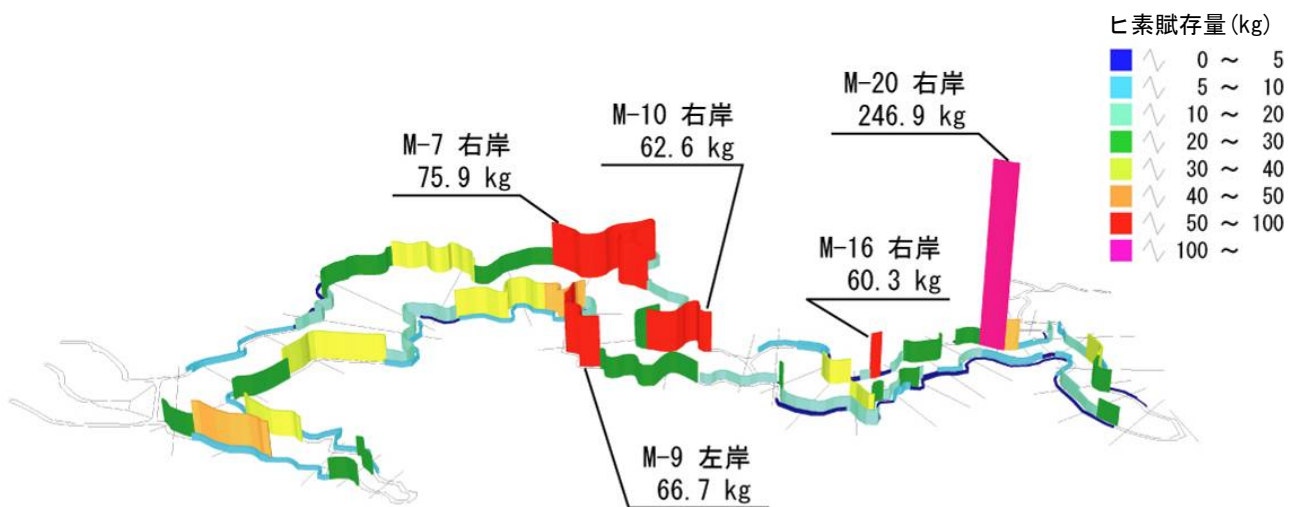 ヒ素賦存量(kg)
0 ～ 5
5 ～ 10
10 ～ 20
20 ～ 30
30 ～ 40
40 ～ 50
50 ～ 100
100 ～
M-20 右岸
246.9 kg
M-10 右岸
62.6 kg
M-7 右岸
75.9 kg
M-16 右岸
60.3 kg
M-9 左岸
66.7 kg